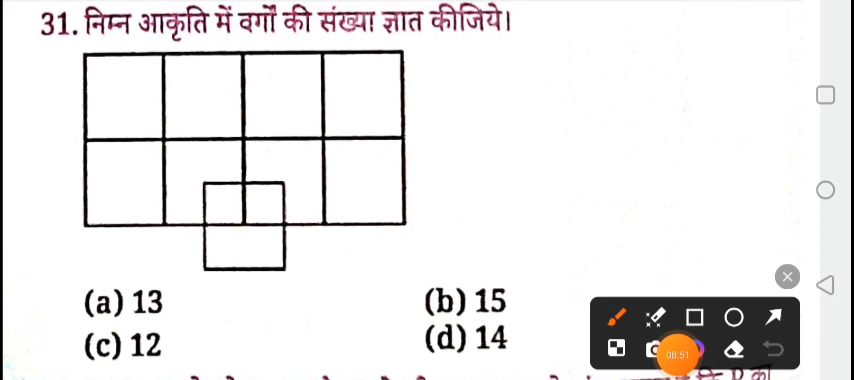 31. निम्न आकृति में वर्गों की संख्या ज्ञात कीजिये।
(a) 13 (b) 15
(c) 12 (d) 14
08:51